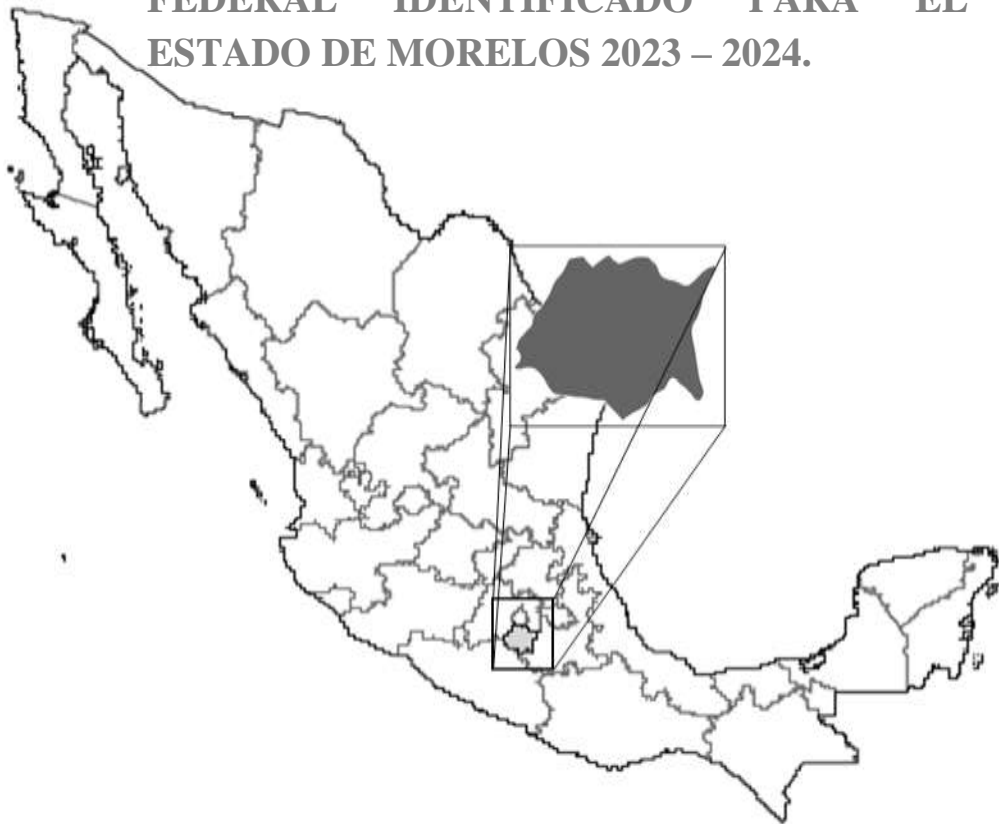 FEDERAL IDENTIFICADO PARA EL
ESTADO DE MORELOS 2023 – 2024.